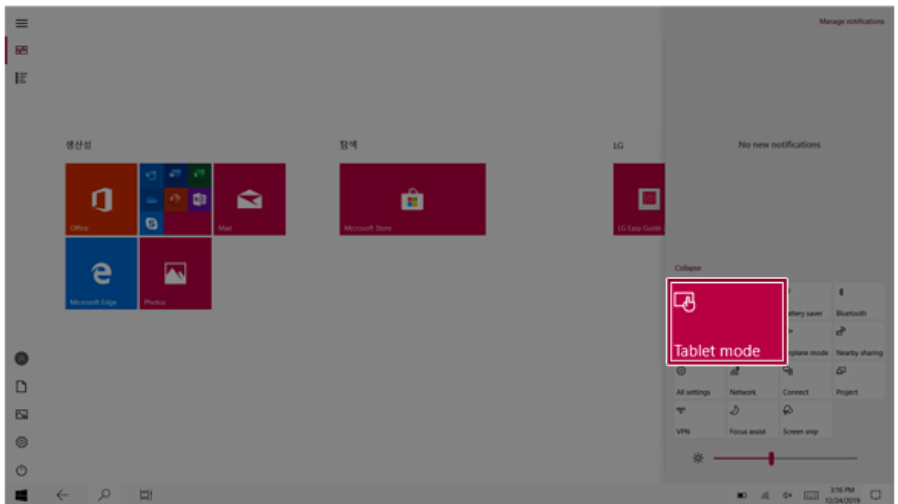 Manage notifications
생산성
탐색
LG
No new notifications
Office
Mail
Microsoft Store
LG Easy Guide
Microsoft Edge
Photos
Collapse
Tablet mode
attery saver
Bluetooth
irplane mode
Nearby sharing
All settings
Network
Connect
Project
VPN
Focus assist
Screen snip
3:16 PM
12/24/2019